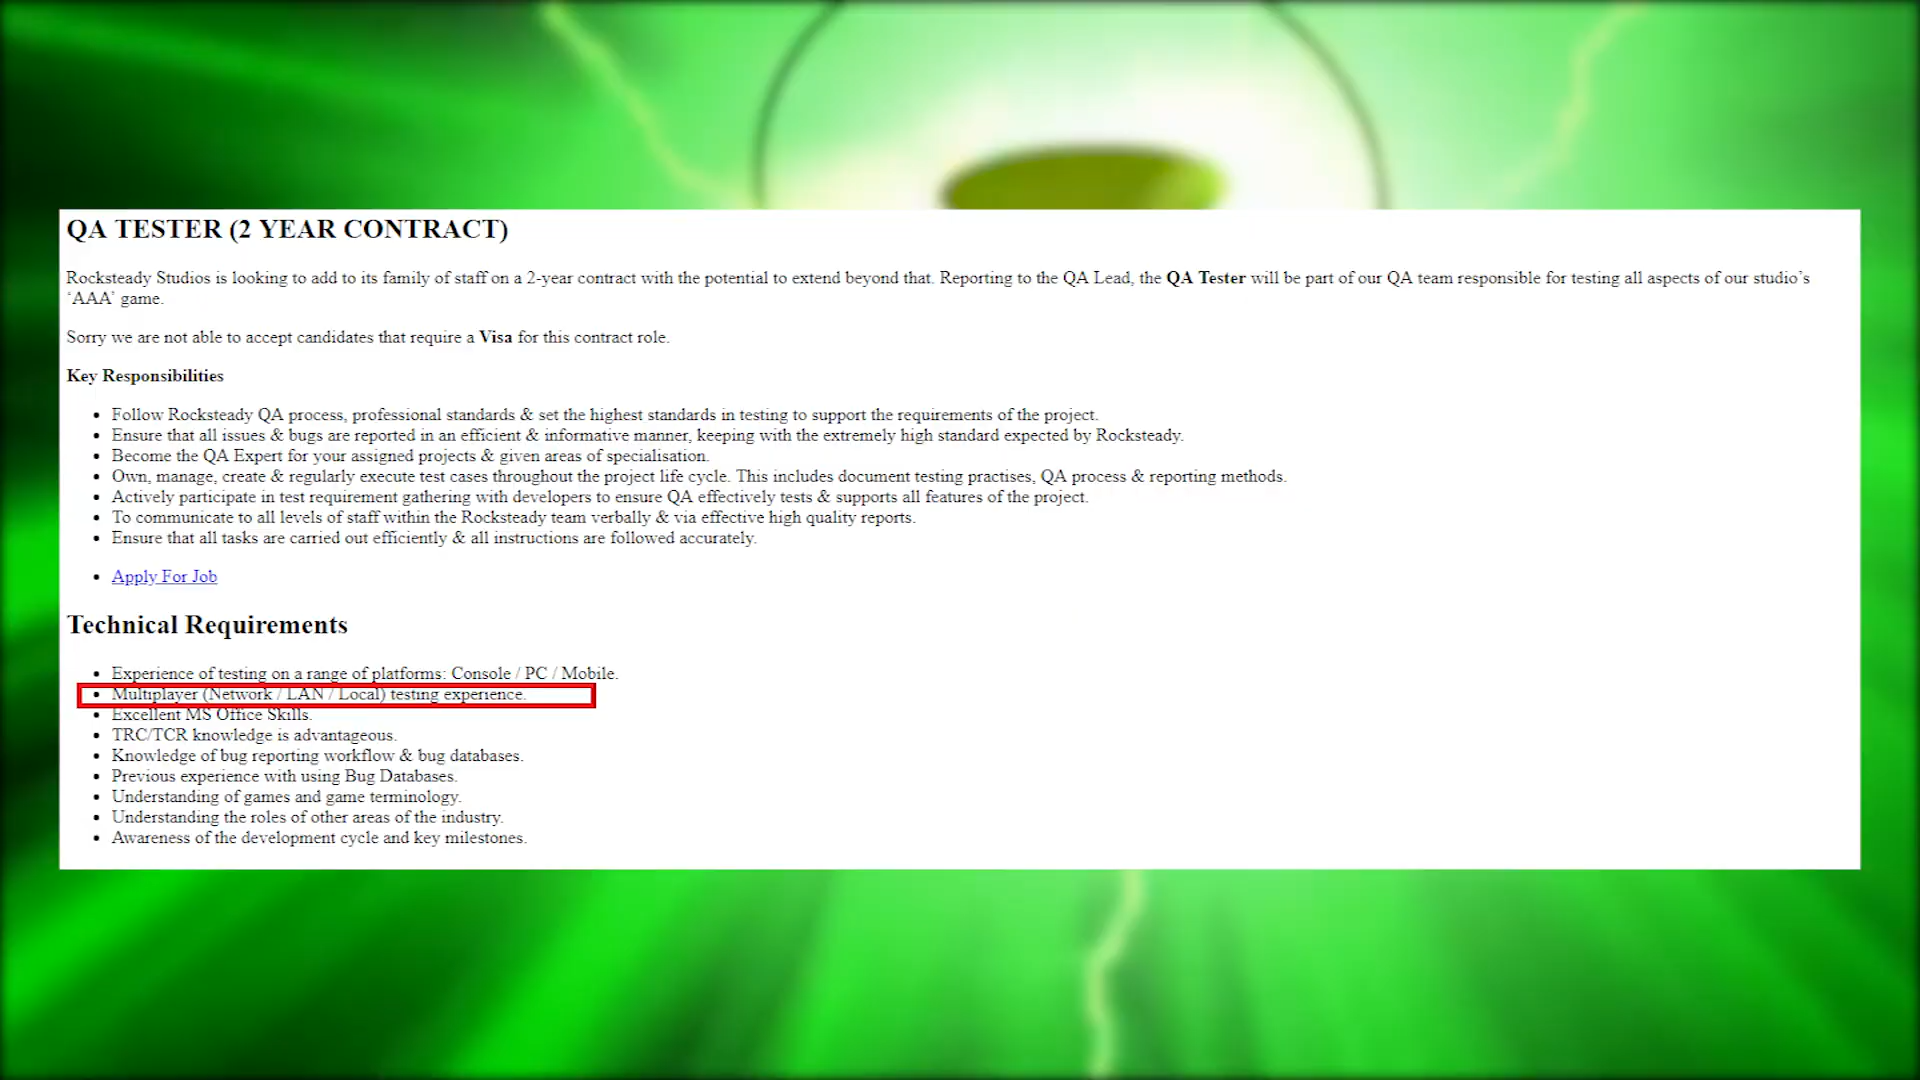 QA TESTER (2 YEAR CONTRACT)
Rocksteady Studios is looking to add to its family of staff on a 2-year contract with the potential to extend beyond that. Reporting to the QA Lead, the QA Tester will be part of our QA team responsible for testing all aspects of our studio’s
‘AAA’ game.
Sorry we are not able to accept candidates that require a Visa for this contract role.
Key Responsibilities
• Follow Rocksteady QA process, professional standards & set the highest standards in testing to support the requirements of the project.
• Ensure that all issues & bugs are reported in an efficient & informative manner, keeping with the extremely high standard expected by Rocksteady.
• Become the QA Expert for your assigned projects & given areas of specialisation.
• Own, manage, create & regularly execute test cases throughout the project life cycle. This includes document testing practises, QA process & reporting methods.
• Actively participate in test requirement gathering with developers to ensure QA effectively tests & supports all features of the project.
• To communicate to all levels of staff within the Rocksteady team verbally & via effective high quality reports.
• Ensure that all tasks are carried out efficiently & all instructions are followed accurately.
• Apply For Job
Technical Requirements
• Experience of testing on a range of platforms: Console / PC / Mobile.
• Multiplayer (Network / LAN / Local) testing experience.
• Excellent MS Office Skills.
• TRC/TCR knowledge is advantageous.
• Knowledge of bug reporting workflow & bug databases.
• Previous experience with using Bug Databases.
• Understanding of games and game terminology.
• Understanding the roles of other areas of the industry.
• Awareness of the development cycle and key milestones.